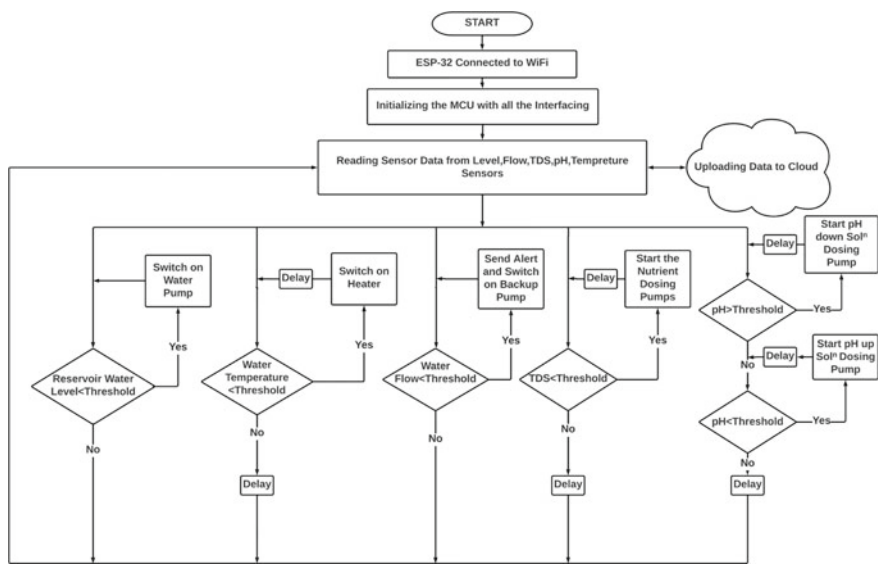 START
ESP-32 Connected to WiFi
Initializing the MCU with all the Interfacing
Reading Sensor Data from Level,Flow,TDS,pH,Tempreture
Sensors
Uploading Data to Cloud
Switch on
Water
Pump
Yes
Reservoir Water
Level<Threshold
No
Delay
Switch on
Heater
Yes
Water
Temperature
<Threshold
No
Delay
Send Alert
and Switch
on Backup
Pump
Yes
Water
Flow<Threshold
No
Delay
Start the
Nutrient
Dosing
Pumps
Yes
TDS<Threshold
No
Delay
Delay
Start pH
down Solⁿ
Dosing
Pump
pH>Threshold
Yes
No
Delay
Start pH up
Solⁿ Dosing
Pump
pH<Threshold
Yes
No
Delay